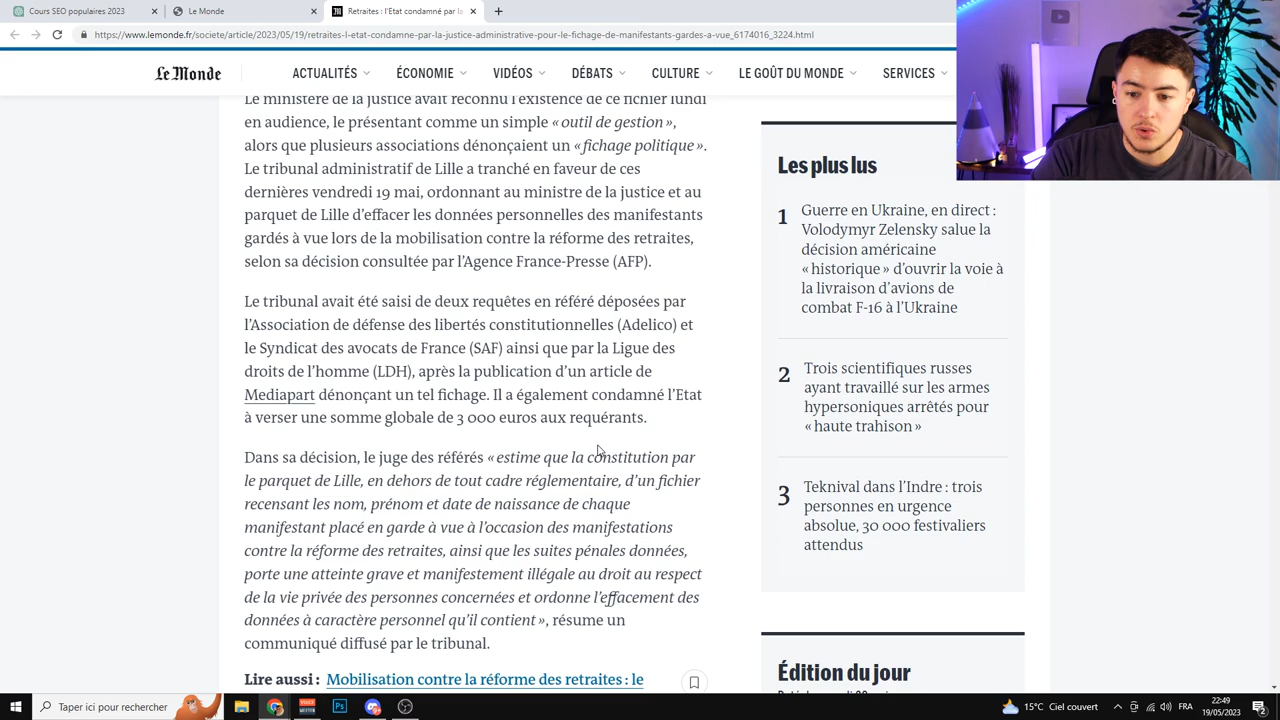 Cours SEO populaires 2023
Le Monde
Retraites : l'Etat condamné par la
https://www.lemonde.fr/societe/article/2023/05/19/retraites-l-etat-condamne-par-la-justice-administrative-pour-le-fichage-de-manifestants-gardes-a-vue_6174016_3224.html
Le Monde
ACTUALITÉS
ÉCONOMIE
VIDÉOS
DÉBATS
CULTURE
LE GOÛT DU MONDE
SERVICES
Le ministère de la justice avait reconnu l'existence de ce fichier lundi
en audience, le présentant comme un simple « outil de gestion »,
alors que plusieurs associations dénonçaient un « fichage politique ».
Le tribunal administratif de Lille a tranché en faveur de ces
dernières vendredi 19 mai, ordonnant au ministre de la justice et au
parquet de Lille d'effacer les données personnelles des manifestants
gardés à vue lors de la mobilisation contre la réforme des retraites,
selon sa décision consultée par l'Agence France-Presse (AFP).
Le tribunal avait été saisi de deux requêtes en référé déposées par
l'Association de défense des libertés constitutionnelles (Adelico) et
le Syndicat des avocats de France (SAF) ainsi que par la Ligue des
droits de l'homme (LDH), après la publication d'un article de
Mediapart dénonçant un tel fichage. Il a également condamné l'Etat
à verser une somme globale de 3 000 euros aux requérants.
Dans sa décision, le juge des référés « estime que la constitution par
le parquet de Lille, en dehors de tout cadre réglementaire, d'un fichier
recensant les nom, prénom et date de naissance de chaque
manifestant placé en garde à vue à l'occasion des manifestations
contre la réforme des retraites, ainsi que les suites pénales données,
porte une atteinte grave et manifestement illégale au droit au respect
de la vie privée des personnes concernées et ordonne l'effacement des
données à caractère personnel qu'il contient », résume un
communiqué diffusé par le tribunal.
Lire aussi : Mobilisation contre la réforme des retraites : le
Les plus lus
1
Guerre en Ukraine, en direct :
Volodymyr Zelensky salue la
décision américaine
« historique » d'ouvrir la voie à
la livraison d'avions de
combat F-16 à l'Ukraine
2
Trois scientifiques russes
ayant travaillé sur les armes
hypersoniques arrêtés pour
« haute trahison »
3
Teknival dans l'Indre : trois
personnes en urgence
absolue, 30 000 festivaliers
attendus
Édition du jour
Taper ici pour rechercher
15°C Ciel couvert
FRA
22:49
19/05/2023